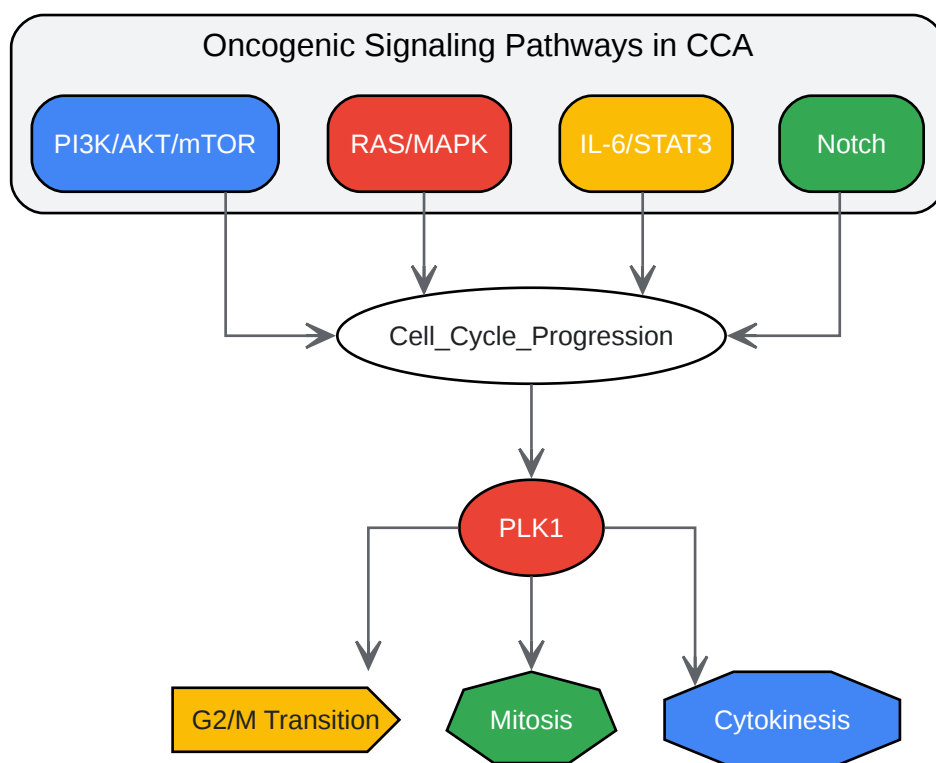 Oncogenic Signaling Pathways in CCA
PI3K/AKT/mTOR
RAS/MAPK
IL-6/STAT3
Notch
Cell_Cycle_Progression
PLK1
G2/M Transition
Mitosis
Cytokinesis